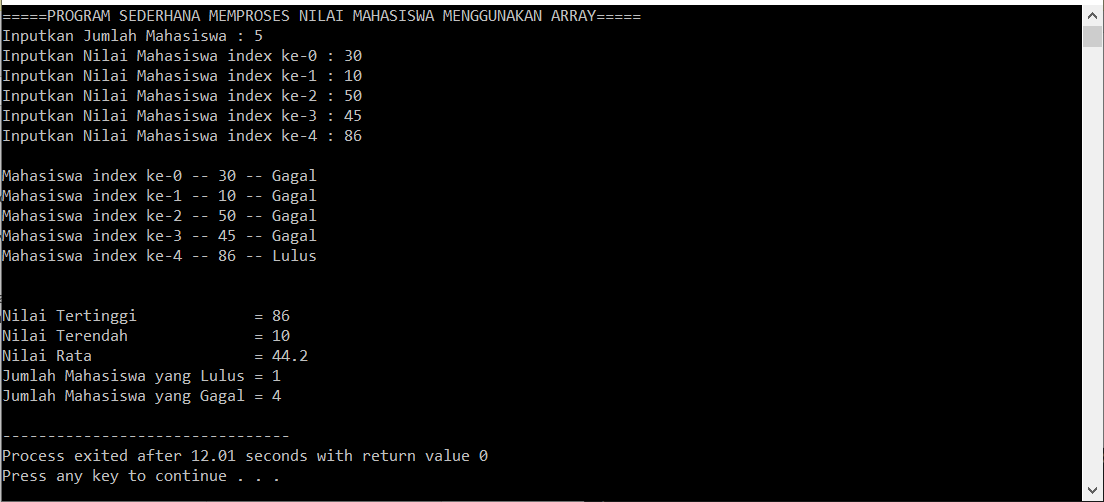 =====PROGRAM SEDERHANA MEMPROSES NILAI MAHASISWA MENGGUNAKAN ARRAY=====
Inputkan Jumlah Mahasiswa : 5
Inputkan Nilai Mahasiswa index ke-0 : 30
Inputkan Nilai Mahasiswa index ke-1 : 10
Inputkan Nilai Mahasiswa index ke-2 : 50
Inputkan Nilai Mahasiswa index ke-3 : 45
Inputkan Nilai Mahasiswa index ke-4 : 86
Mahasiswa index ke-0 -- 30 -- Gagal
Mahasiswa index ke-1 -- 10 -- Gagal
Mahasiswa index ke-2 -- 50 -- Gagal
Mahasiswa index ke-3 -- 45 -- Gagal
Mahasiswa index ke-4 -- 86 -- Lulus
Nilai Tertinggi             = 86
Nilai Terendah              = 10
Nilai Rata                  = 44.2
Jumlah Mahasiswa yang Lulus = 1
Jumlah Mahasiswa yang Gagal = 4
--------------------------------
Process exited after 12.01 seconds with return value 0
Press any key to continue . . .